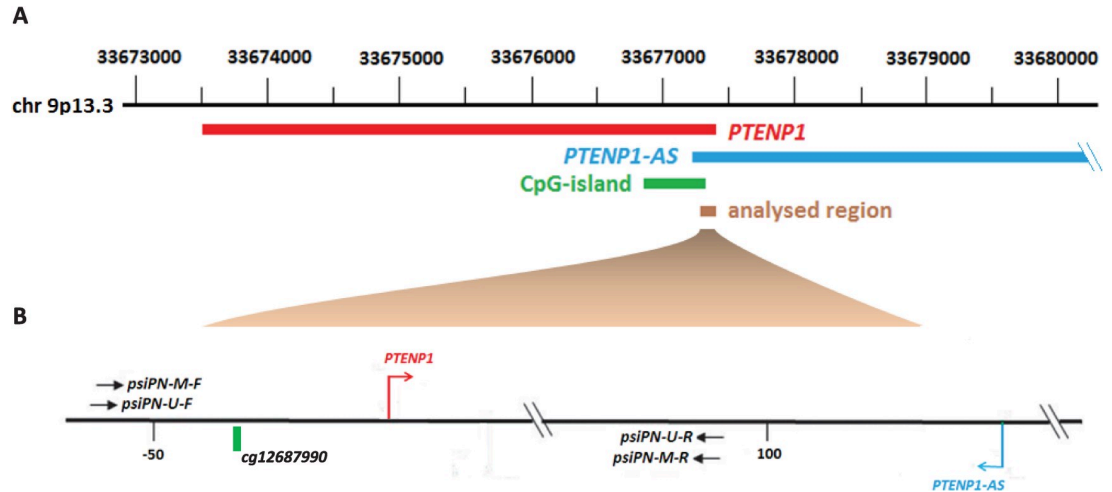 A
33673000 33674000 33675000 33676000 33677000 33678000 33679000 33680000
chr 9p13.3
PTENP1
PTENP1-AS
CpG-island
analysed region
B
PTENP1
psiPN-M-F
psiPN-U-F
psiPN-U-R
-50
cg12687990
psiPN-M-R
100
PTENP1-AS